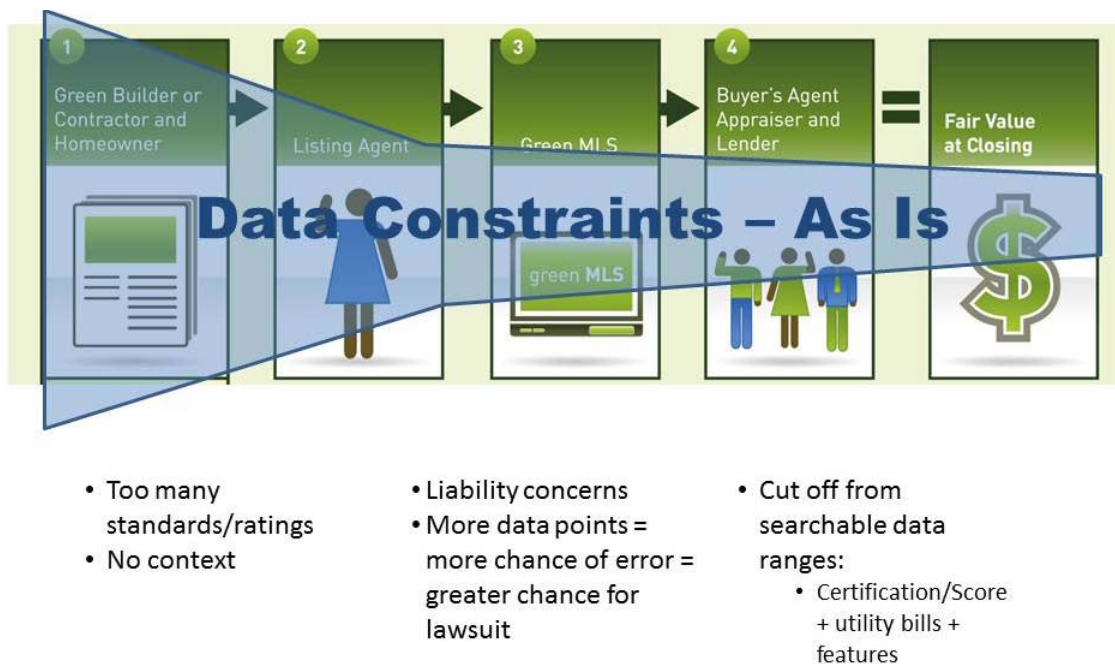 1
Green Builder or
Contractor and
Homeowner
2
Listing Agent
3
Green MLS
4
Buyer's Agent
Appraiser and
Lender
=
Fair Value
at Closing
Data Constraints – As Is
green MLS
$
• Too many
standards/ratings
• No context
• Liability concerns
• More data points =
more chance of error =
greater chance for
lawsuit
• Cut off from
searchable data
ranges:
• Certification/Score
+ utility bills +
features